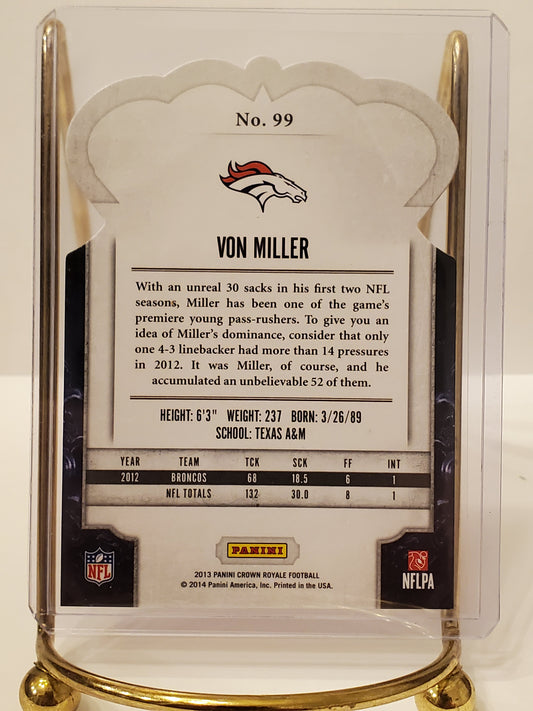 No. 99
VON MILLER
With an unreal 30 sacks in his first two NFL
seasons, Miller has been one of the game's
premiere young pass-rushers. To give you an
idea of Miller's dominance, consider that only
one 4-3 linebacker had more than 14 pressures
in 2012. It was Miller, of course, and he
accumulated an unbelievable 52 of them.
HEIGHT: 6'3" WEIGHT: 237 BORN: 3/26/89
SCHOOL: TEXAS A&M
YEAR TEAM TCK SCK FF INT
2012 BRONCOS 68 18.5 6 1
NFL TOTALS 132 30.0 8 1
PANINI
NFL
NFLPA
2013 PANINI CROWN ROYALE FOOTBALL
© 2014 Panini America, Inc. Printed in the USA.